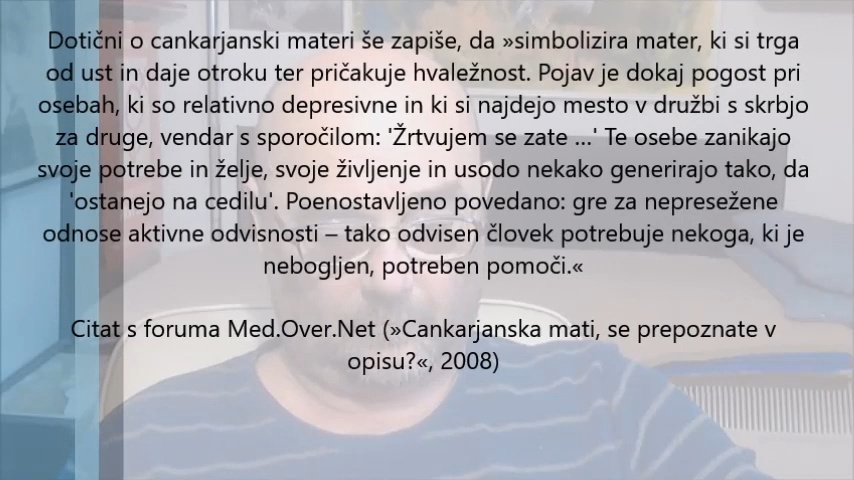 Dotični o cankarjanski materi še zapiše, da »simbolizira mater, ki si trga
od ust in daje otroku ter pričakuje hvaležnost. Pojav je dokaj pogost pri
osebah, ki so relativno depresivne in ki si najdejo mesto v družbi s skrbjo
za druge, vendar s sporočilom: 'Žrtvujem se zate ...' Te osebe zanikajo
svoje potrebe in želje, svoje življenje in usodo nekako generirajo tako, da
'ostanejo na cedilu'. Poenostavljeno povedano: gre za nepresežene
odnose aktivne odvisnosti – tako odvisen človek potrebuje nekoga, ki je
nebogljen, potreben pomoči.«
Citat s foruma Med.Over.Net (»Cankarjanska mati, se prepoznate v
opisu?«, 2008)